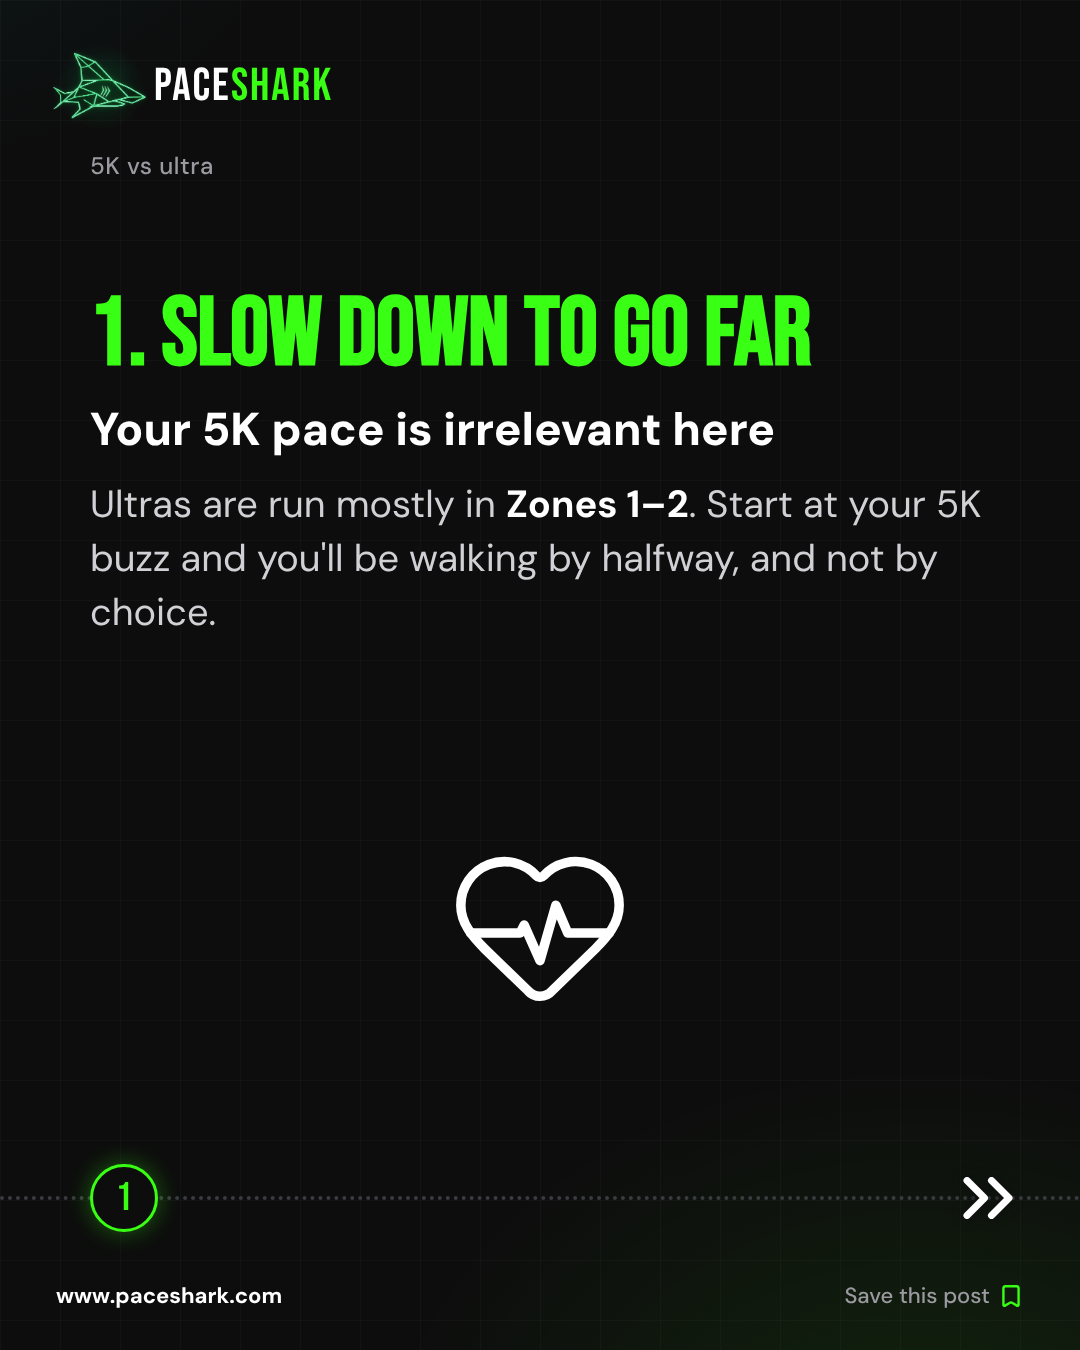 PACESHARK
5K vs ultra
1. SLOW DOWN TO GO FAR
Your 5K pace is irrelevant here
Ultras are run mostly in Zones 1–2. Start at your 5K
buzz and you'll be walking by halfway, and not by
choice.
1
www.paceshark.com
Save this post